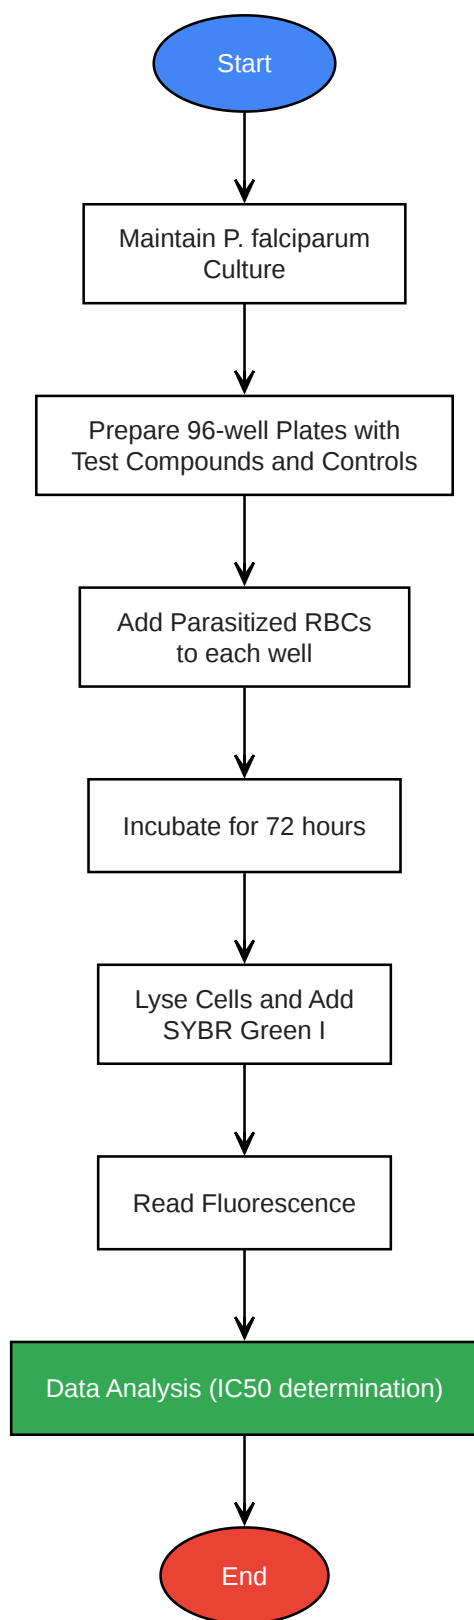 Start
Maintain P. falciparum
Culture
Prepare 96-well Plates with
Test Compounds and Controls
Add Parasitized RBCs
to each well
Incubate for 72 hours
Lyse Cells and Add
SYBR Green I
Read Fluorescence
Data Analysis (IC50 determination)
End